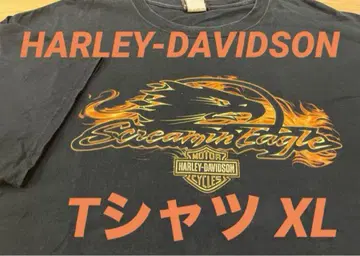 HARLEY-DAVIDSON
Screamin' Eagle
MOTOR
HARLEY-DAVIDSON
CYCLES
Tシャツ XL